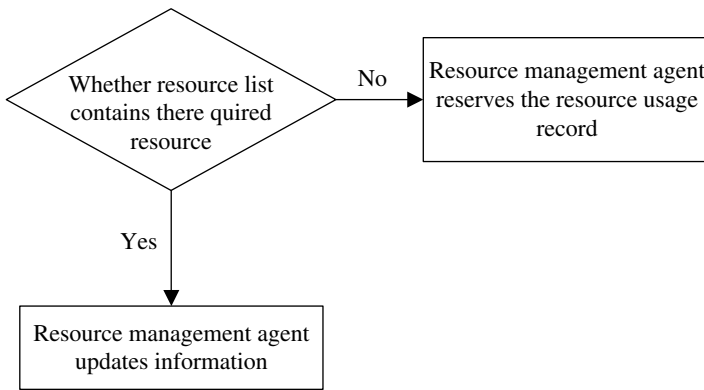 Whether resource list
contains there quired
resource
No
Resource management agent
reserves the resource usage
record
Yes
Resource management agent
updates information